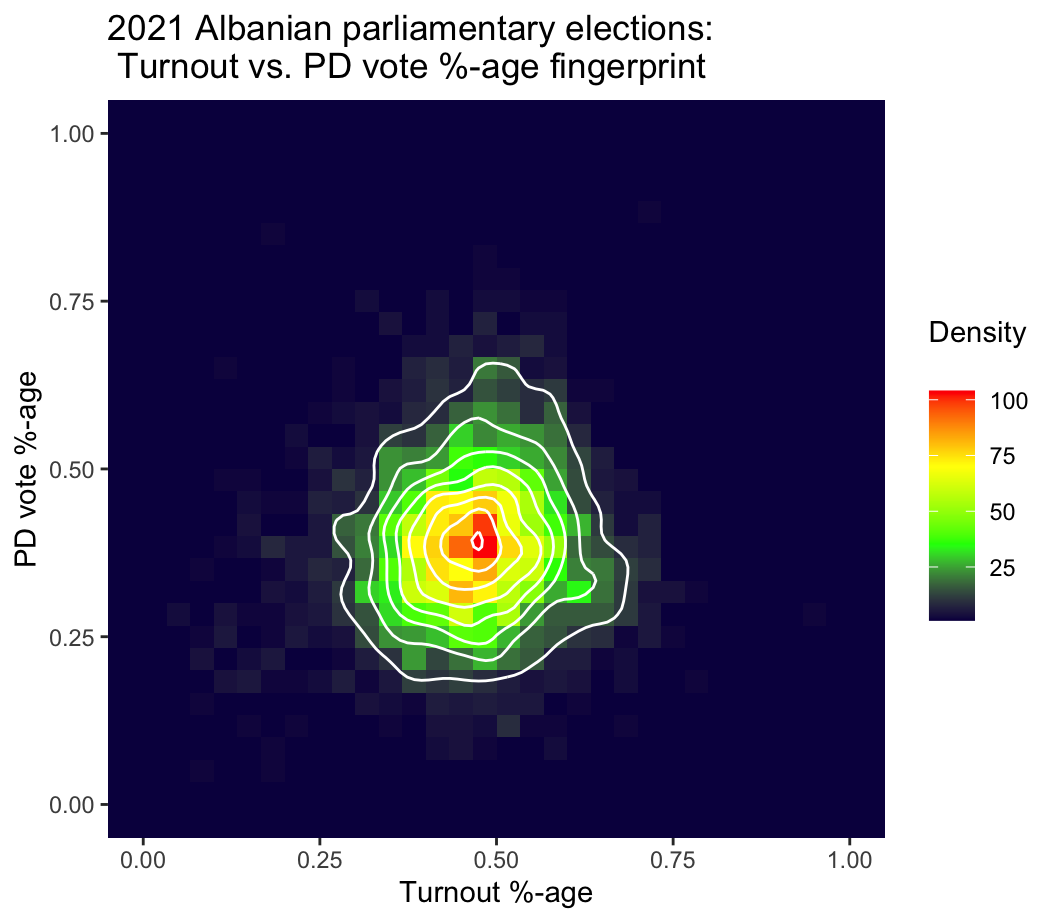 2021 Albanian parliamentary elections:
Turnout vs. PD vote %-age fingerprint
PD vote %-age
1.00
0.75
0.50
0.25
0.00
0.00 0.25 0.50 0.75 1.00
Turnout %-age
Density
100
75
50
25